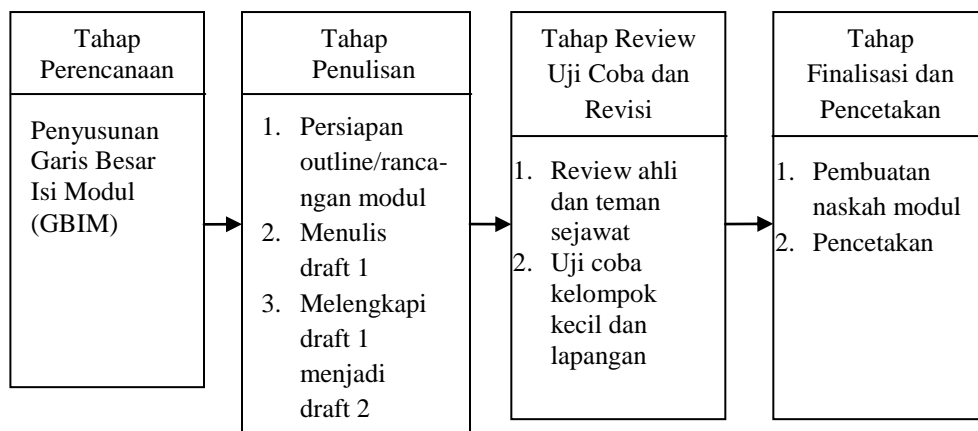 Tahap
Perencanaan
Penyusunan
Garis Besar
Isi Modul
(GBIM)
Tahap
Penulisan
1. Persiapan
outline/ranca-
ngan modul
2. Menulis
draft 1
3. Melengkapi
draft 1
menjadi
draft 2
Tahap Review
Uji Coba dan
Revisi
1. Review ahli
dan teman
sejawat
2. Uji coba
kelompok
kecil dan
lapangan
Tahap
Finalisasi dan
Pencetakan
1. Pembuatan
naskah modul
2. Pencetakan